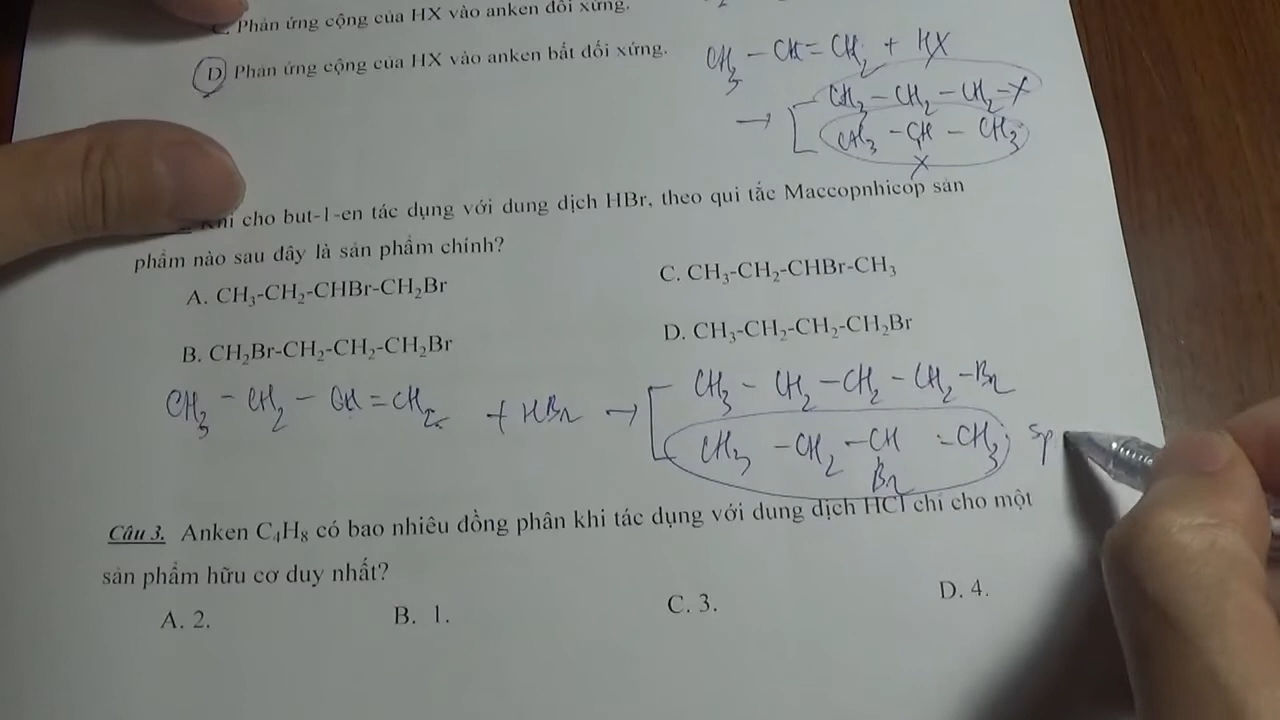 Phản ứng cộng của HX vào anken đối xứng.
D Phản ứng cộng của HX vào anken bất đối xứng.
CH3 - CH = CH2 + HX
→ [ CH3 - CH2 - CH2 - X
CH3 - CH - CH3
X
Khi cho but-1-en tác dụng với dung dịch HBr, theo qui tắc Maccopnhicop sản
phẩm nào sau đây là sản phẩm chính?
A. CH3-CH2-CHBr-CH2Br
C. CH3-CH2-CHBr-CH3
B. CH2Br-CH2-CH2-CH2Br
D. CH3-CH2-CH2-CH2Br
CH3 - CH2 - CH = CH2 + HBr → [ CH3 - CH2 - CH2 - CH2 - Br
CH3 - CH2 - CH - CH3 Sp
Br
Câu 3. Anken C4H8 có bao nhiêu đồng phân khi tác dụng với dung dịch HCl chỉ cho một
sản phẩm hữu cơ duy nhất?
A. 2.
B. 1.
C. 3.
D. 4.